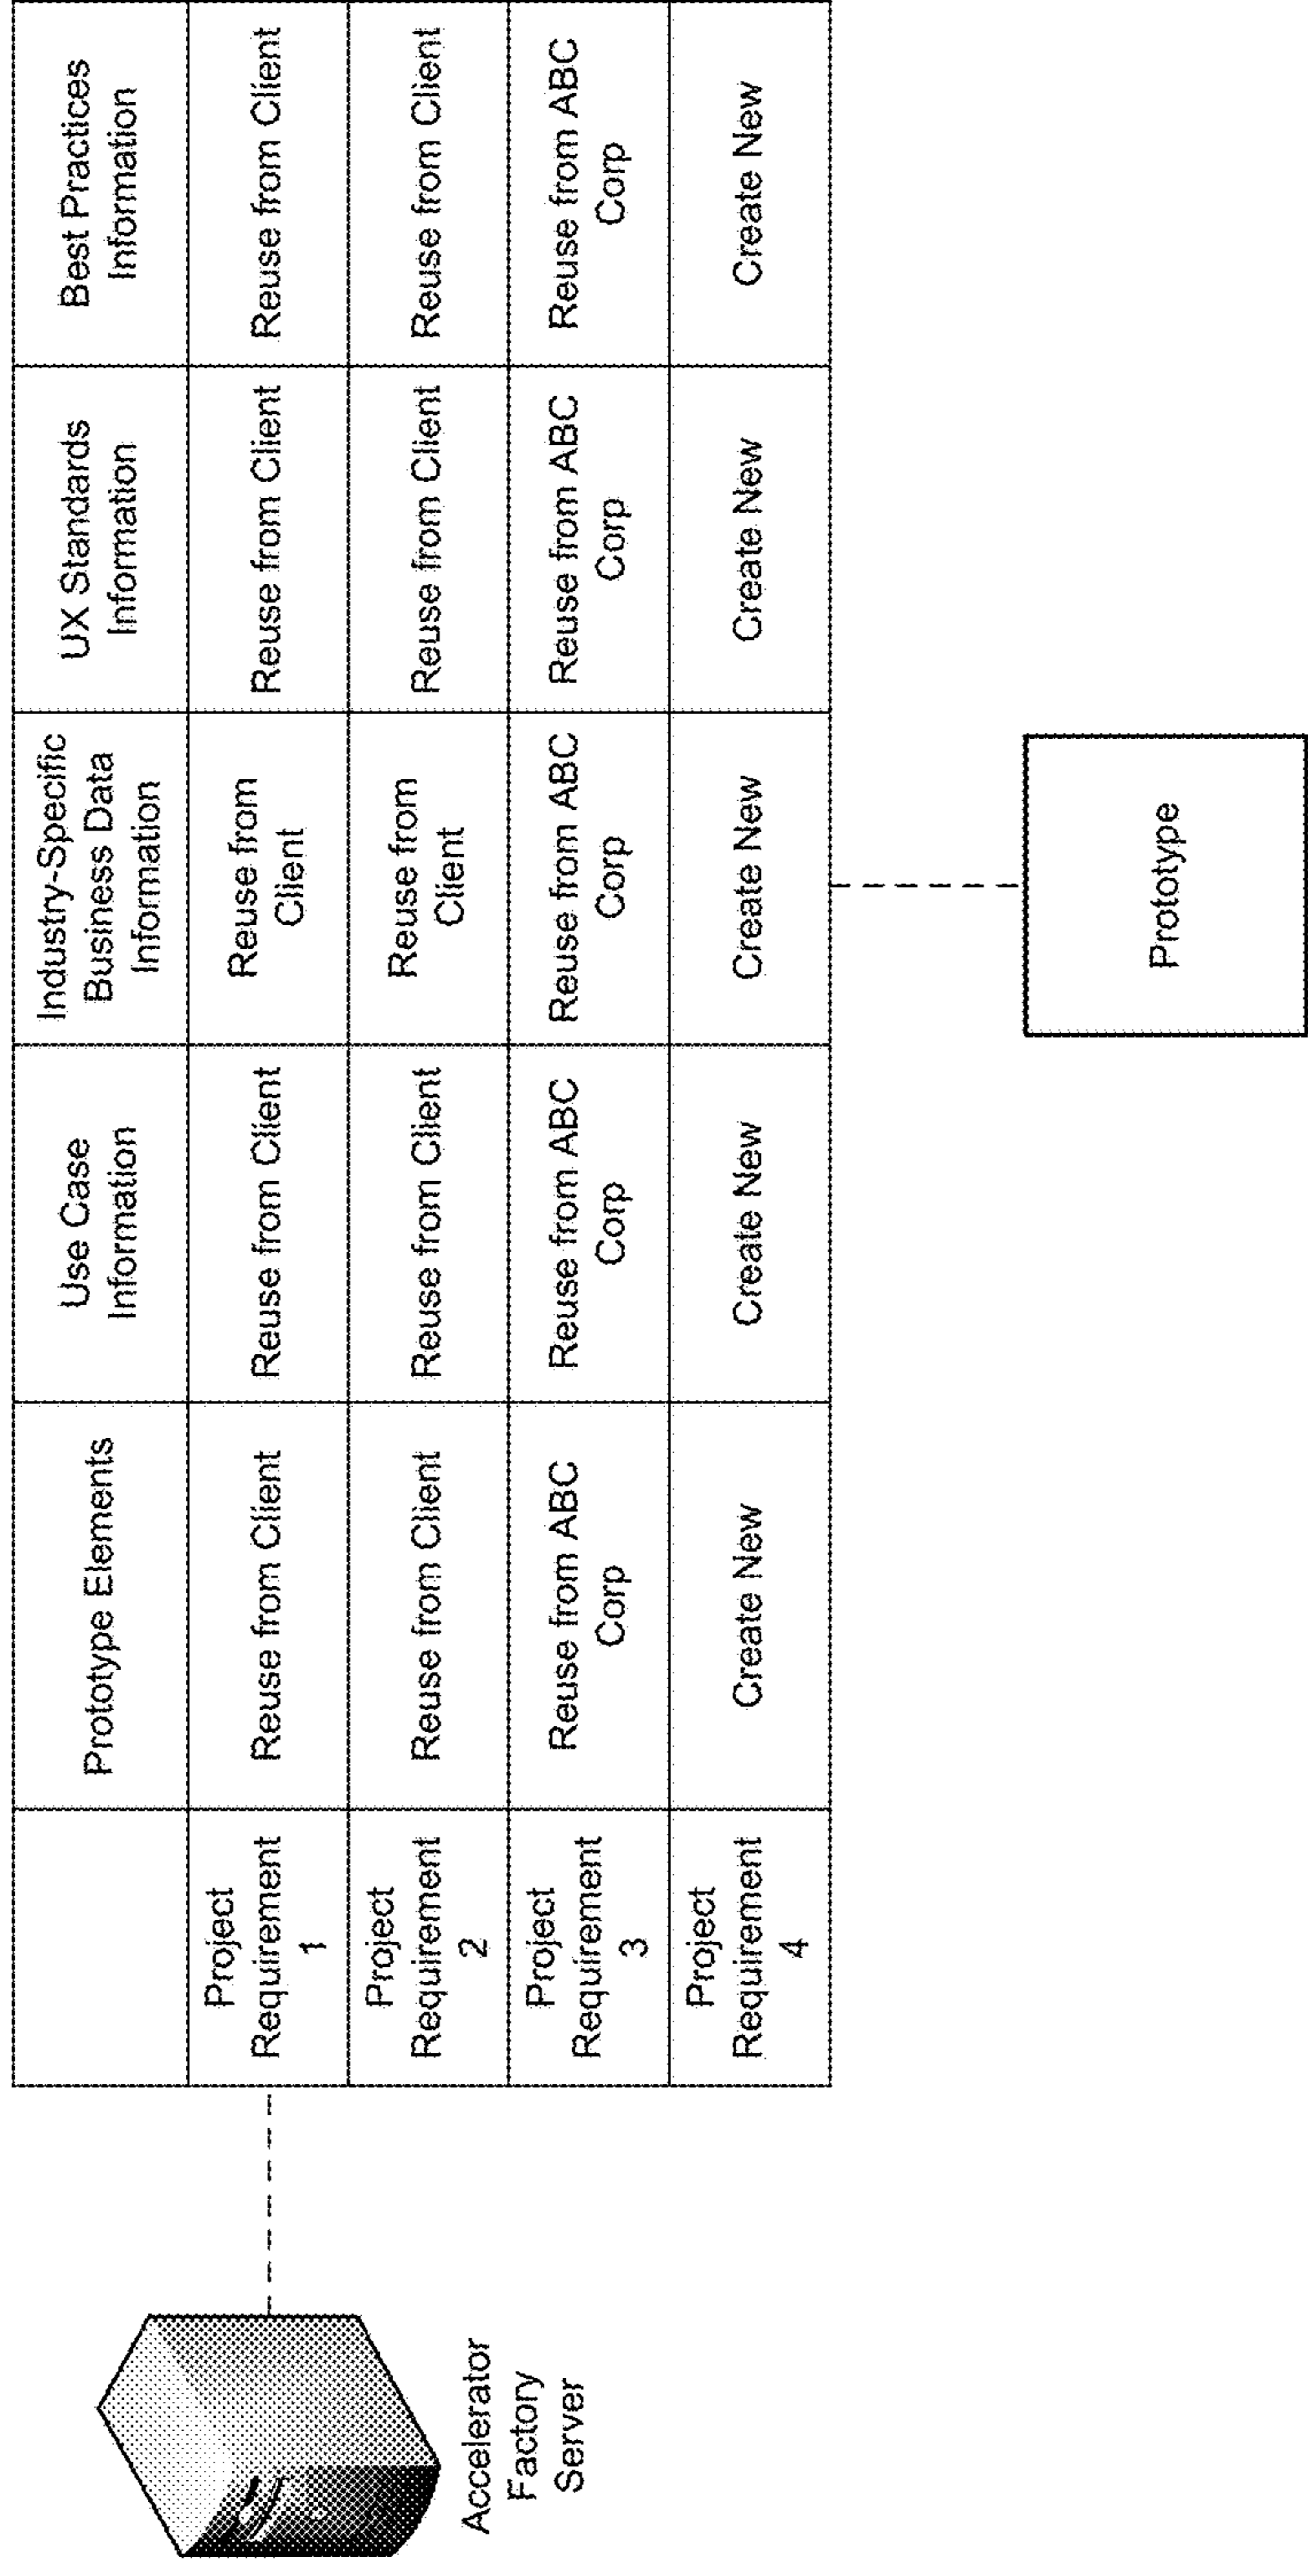 Prototype Elements
Use Case
Information
Industry-Specific
Business Data
Information
UX Standards
Information
Best Practices
Information
Project
Requirement
1
Reuse from Client
Reuse from Client
Reuse from
Client
Reuse from Client
Reuse from Client
Project
Requirement
2
Reuse from Client
Reuse from Client
Reuse from
Client
Reuse from Client
Reuse from Client
Project
Requirement
3
Reuse from ABC
Corp
Reuse from ABC
Corp
Reuse from ABC
Corp
Reuse from ABC
Corp
Reuse from ABC
Corp
Project
Requirement
4
Create New
Create New
Create New
Create New
Create New
Accelerator
Factory
Server
Prototype